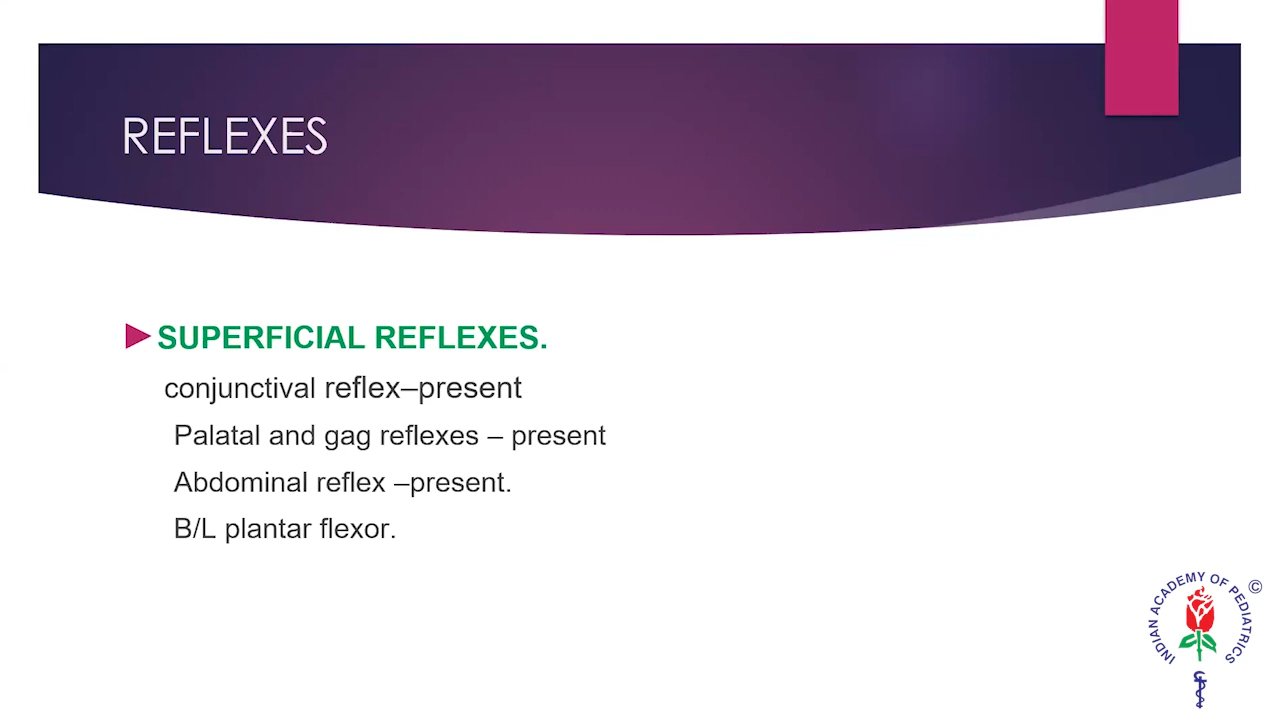 REFLEXES
SUPERFICIAL REFLEXES.
conjunctival reflex–present
Palatal and gag reflexes – present
Abdominal reflex –present.
B/L plantar flexor.
INDIAN ACADEMY OF PEDIATRICS ©